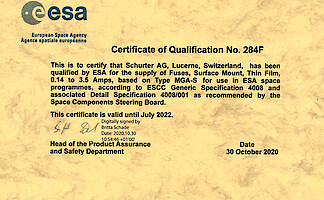 esa
European Space Agency
Agence spatiale européenne
Certificate of Qualification No. 284F
This is to certify that Schurter AG, Lucerne, Switzerland, has
been qualified by ESA for the supply of Fuses, Surface Mount, Thin Film,
0.14 to 3.5 Amps, based on Type MGA-S for use in ESA space
programmes, according to ESCC Generic Specification 4008 and
associated Detail Specification 4008/001 as recommended by the
Space Components Steering Board.
This certificate is valid until July 2022.
Digitally signed by
Britta Schade
Date: 2020.10.30
10:54:46 +01'00'
Head of the Product Assurance
and Safety Department
Date
30 October 2020